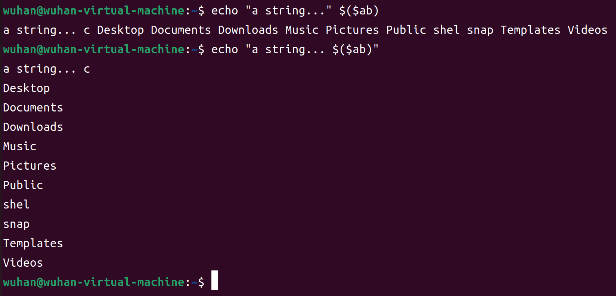 wuhan@wuhan-virtual-machine:~$ echo "a string..." $($ab)
a string... c Desktop Documents Downloads Music Pictures Public shel snap Templates Videos
wuhan@wuhan-virtual-machine:~$ echo "a string... $($ab)"
a string... c
Desktop
Documents
Downloads
Music
Pictures
Public
shel
snap
Templates
Videos
wuhan@wuhan-virtual-machine:~$